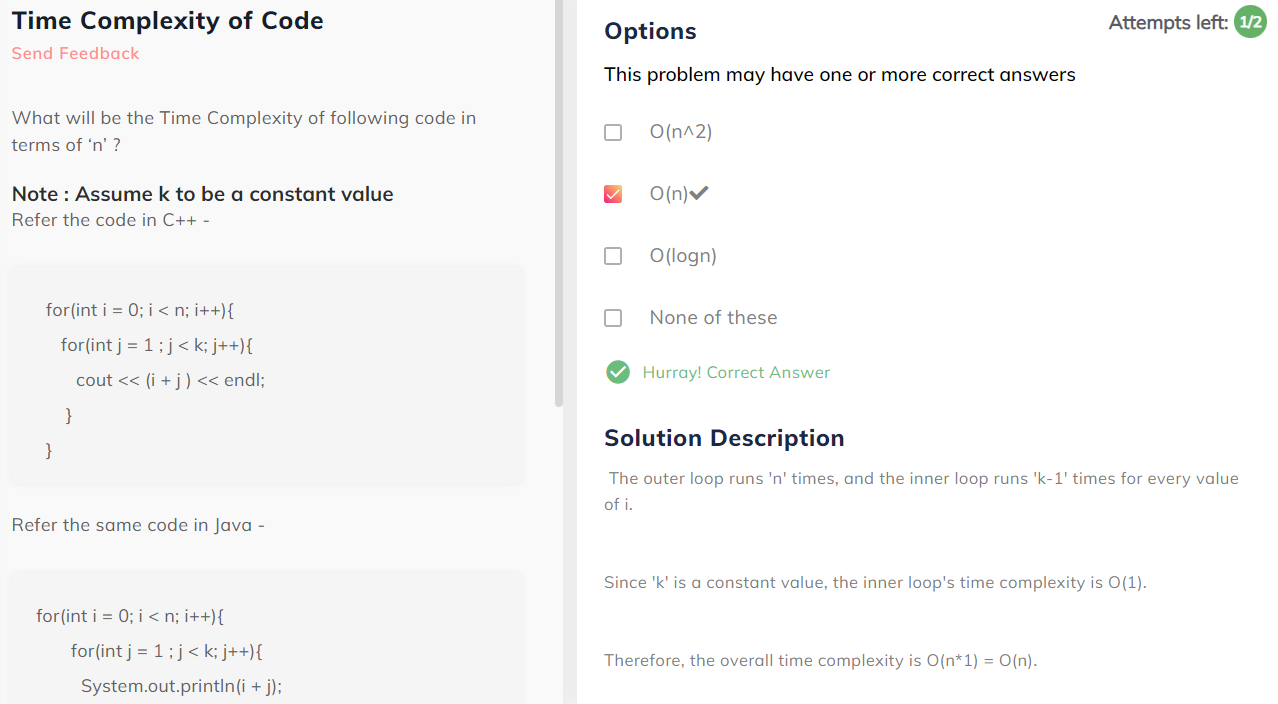 Time Complexity of Code
Send Feedback
What will be the Time Complexity of following code in
terms of ‘n’ ?
Note : Assume k to be a constant value
Refer the code in C++ -
for(int i = 0; i < n; i++){
for(int j = 1 ; j < k; j++){
cout << (i + j ) << endl;
}
}
Refer the same code in Java -
for(int i = 0; i < n; i++){
for(int j = 1 ; j < k; j++){
System.out.println(i + j);
Attempts left: 1/2
Options
This problem may have one or more correct answers
O(n^2)
O(n)✔
O(logn)
None of these
Hurray! Correct Answer
Solution Description
The outer loop runs 'n' times, and the inner loop runs 'k-1' times for every value
of i.
Since 'k' is a constant value, the inner loop's time complexity is O(1).
Therefore, the overall time complexity is O(n*1) = O(n).